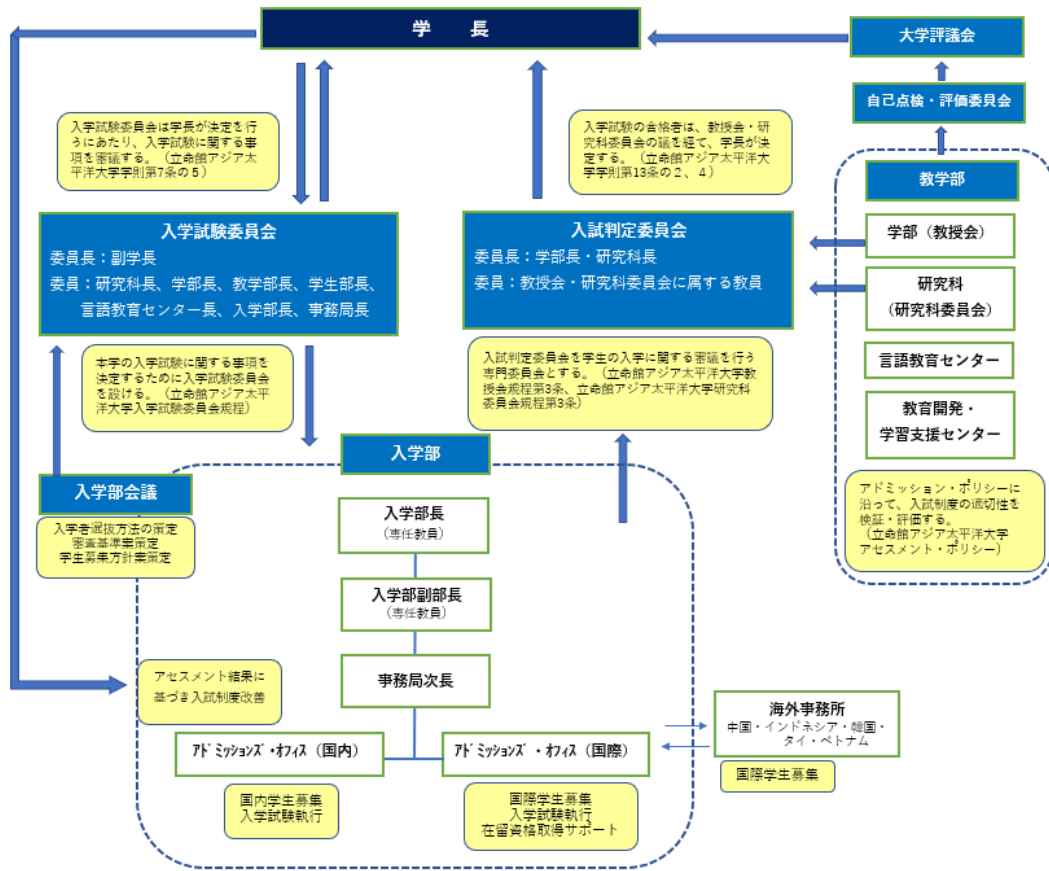 学　長
大学評議会
自己点検・評価委員会
入学試験委員会は学長が決定を行
うにあたり、入学試験に関する事
項を審議する。（立命館アジア太
平洋大学学則第7条の５）
入学試験の合格者は、教授会・研
究科委員会の議を経て、学長が
決定する。（立命館アジア太平洋大
学学則第13条の２、４）
教学部
学部（教授会）
研究科
（研究科委員会）
言語教育センター
教育開発・
学習支援センター
アドミッション・ポリシーに
沿って、入試制度の適切性を
検証・評価する。
（立命館アジア太平洋大学
アセスメント・ポリシー）
入学試験委員会
委員長：副学長
委員：研究科長、学部長、教学部長、学生部長、
言語教育センター長、入学部長、事務局長
入試判定委員会
委員長：学部長・研究科長
委員：教授会・研究科委員会に属する教員
本学の入学試験に関する事項を
決定するために入学試験委員会
を設ける。（立命館アジア太平
洋大学入学試験委員会規程）
入試判定委員会を学生の入学に関する審議を行う
専門委員会とする。（立命館アジア太平洋大学教
授会規程第3条、立命館アジア太平洋大学研究科
委員会規程第3条）
入学部
入学部会議
入学者選抜方法の策定
審査基準案策定
学生募集方針案策定
入学部長
（専任教員）
入学部副部長
（専任教員）
事務局次長
アセスメント結果に
基づき入試制度改善
ｱﾄﾞﾐｯｼｮﾝｽﾞ・ｵﾌｨｽ（国内）
ｱﾄﾞﾐｯｼｮﾝｽﾞ・ｵﾌｨｽ（国際）
国内学生募集
入学試験執行
国際学生募集
入学試験執行
在留資格取得サポート
海外事務所
中国・インドネシア・韓国・
タイ・ベトナム
国際学生募集